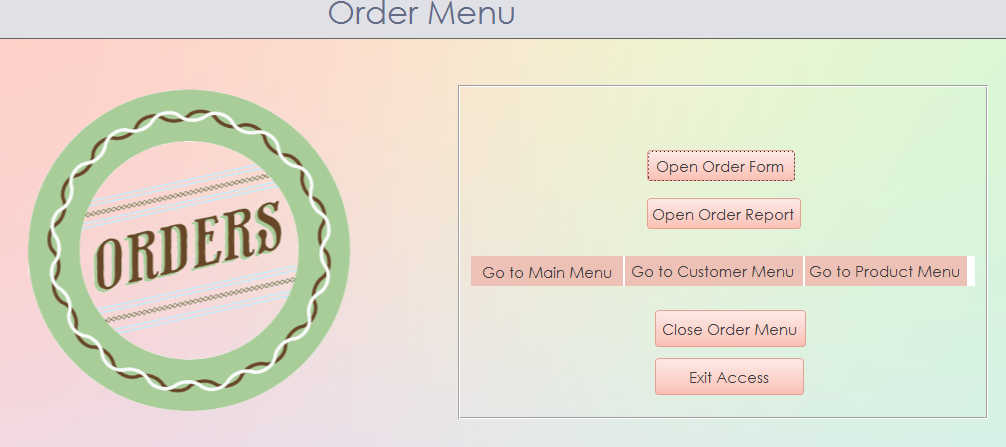 Order Menu
ORDERS
Open Order Form
Open Order Report
Go to Main Menu Go to Customer Menu Go to Product Menu
Close Order Menu
Exit Access